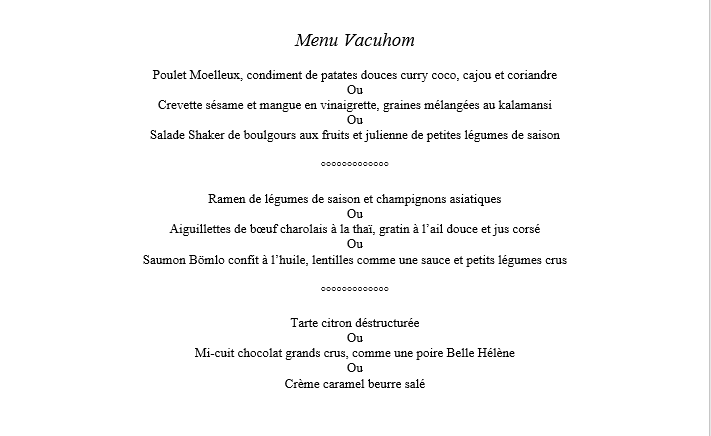 Menu Vacuhom
Poulet Moelleux, condiment de patates douces curry coco, cajou et coriandre
Ou
Crevette sésame et mangue en vinaigrette, graines mélangées au kalamansi
Ou
Salade Shaker de boulgours aux fruits et julienne de petites légumes de saison
°°°°°°°°°°°°°
Ramen de légumes de saison et champignons asiatiques
Ou
Aiguillettes de bœuf charolais à la thaï, gratin à l’ail douce et jus corsé
Ou
Saumon Bömlo confit à l’huile, lentilles comme une sauce et petits légumes crus
°°°°°°°°°°°°°
Tarte citron déstructurée
Ou
Mi-cuit chocolat grands crus, comme une poire Belle Hélène
Ou
Crème caramel beurre salé